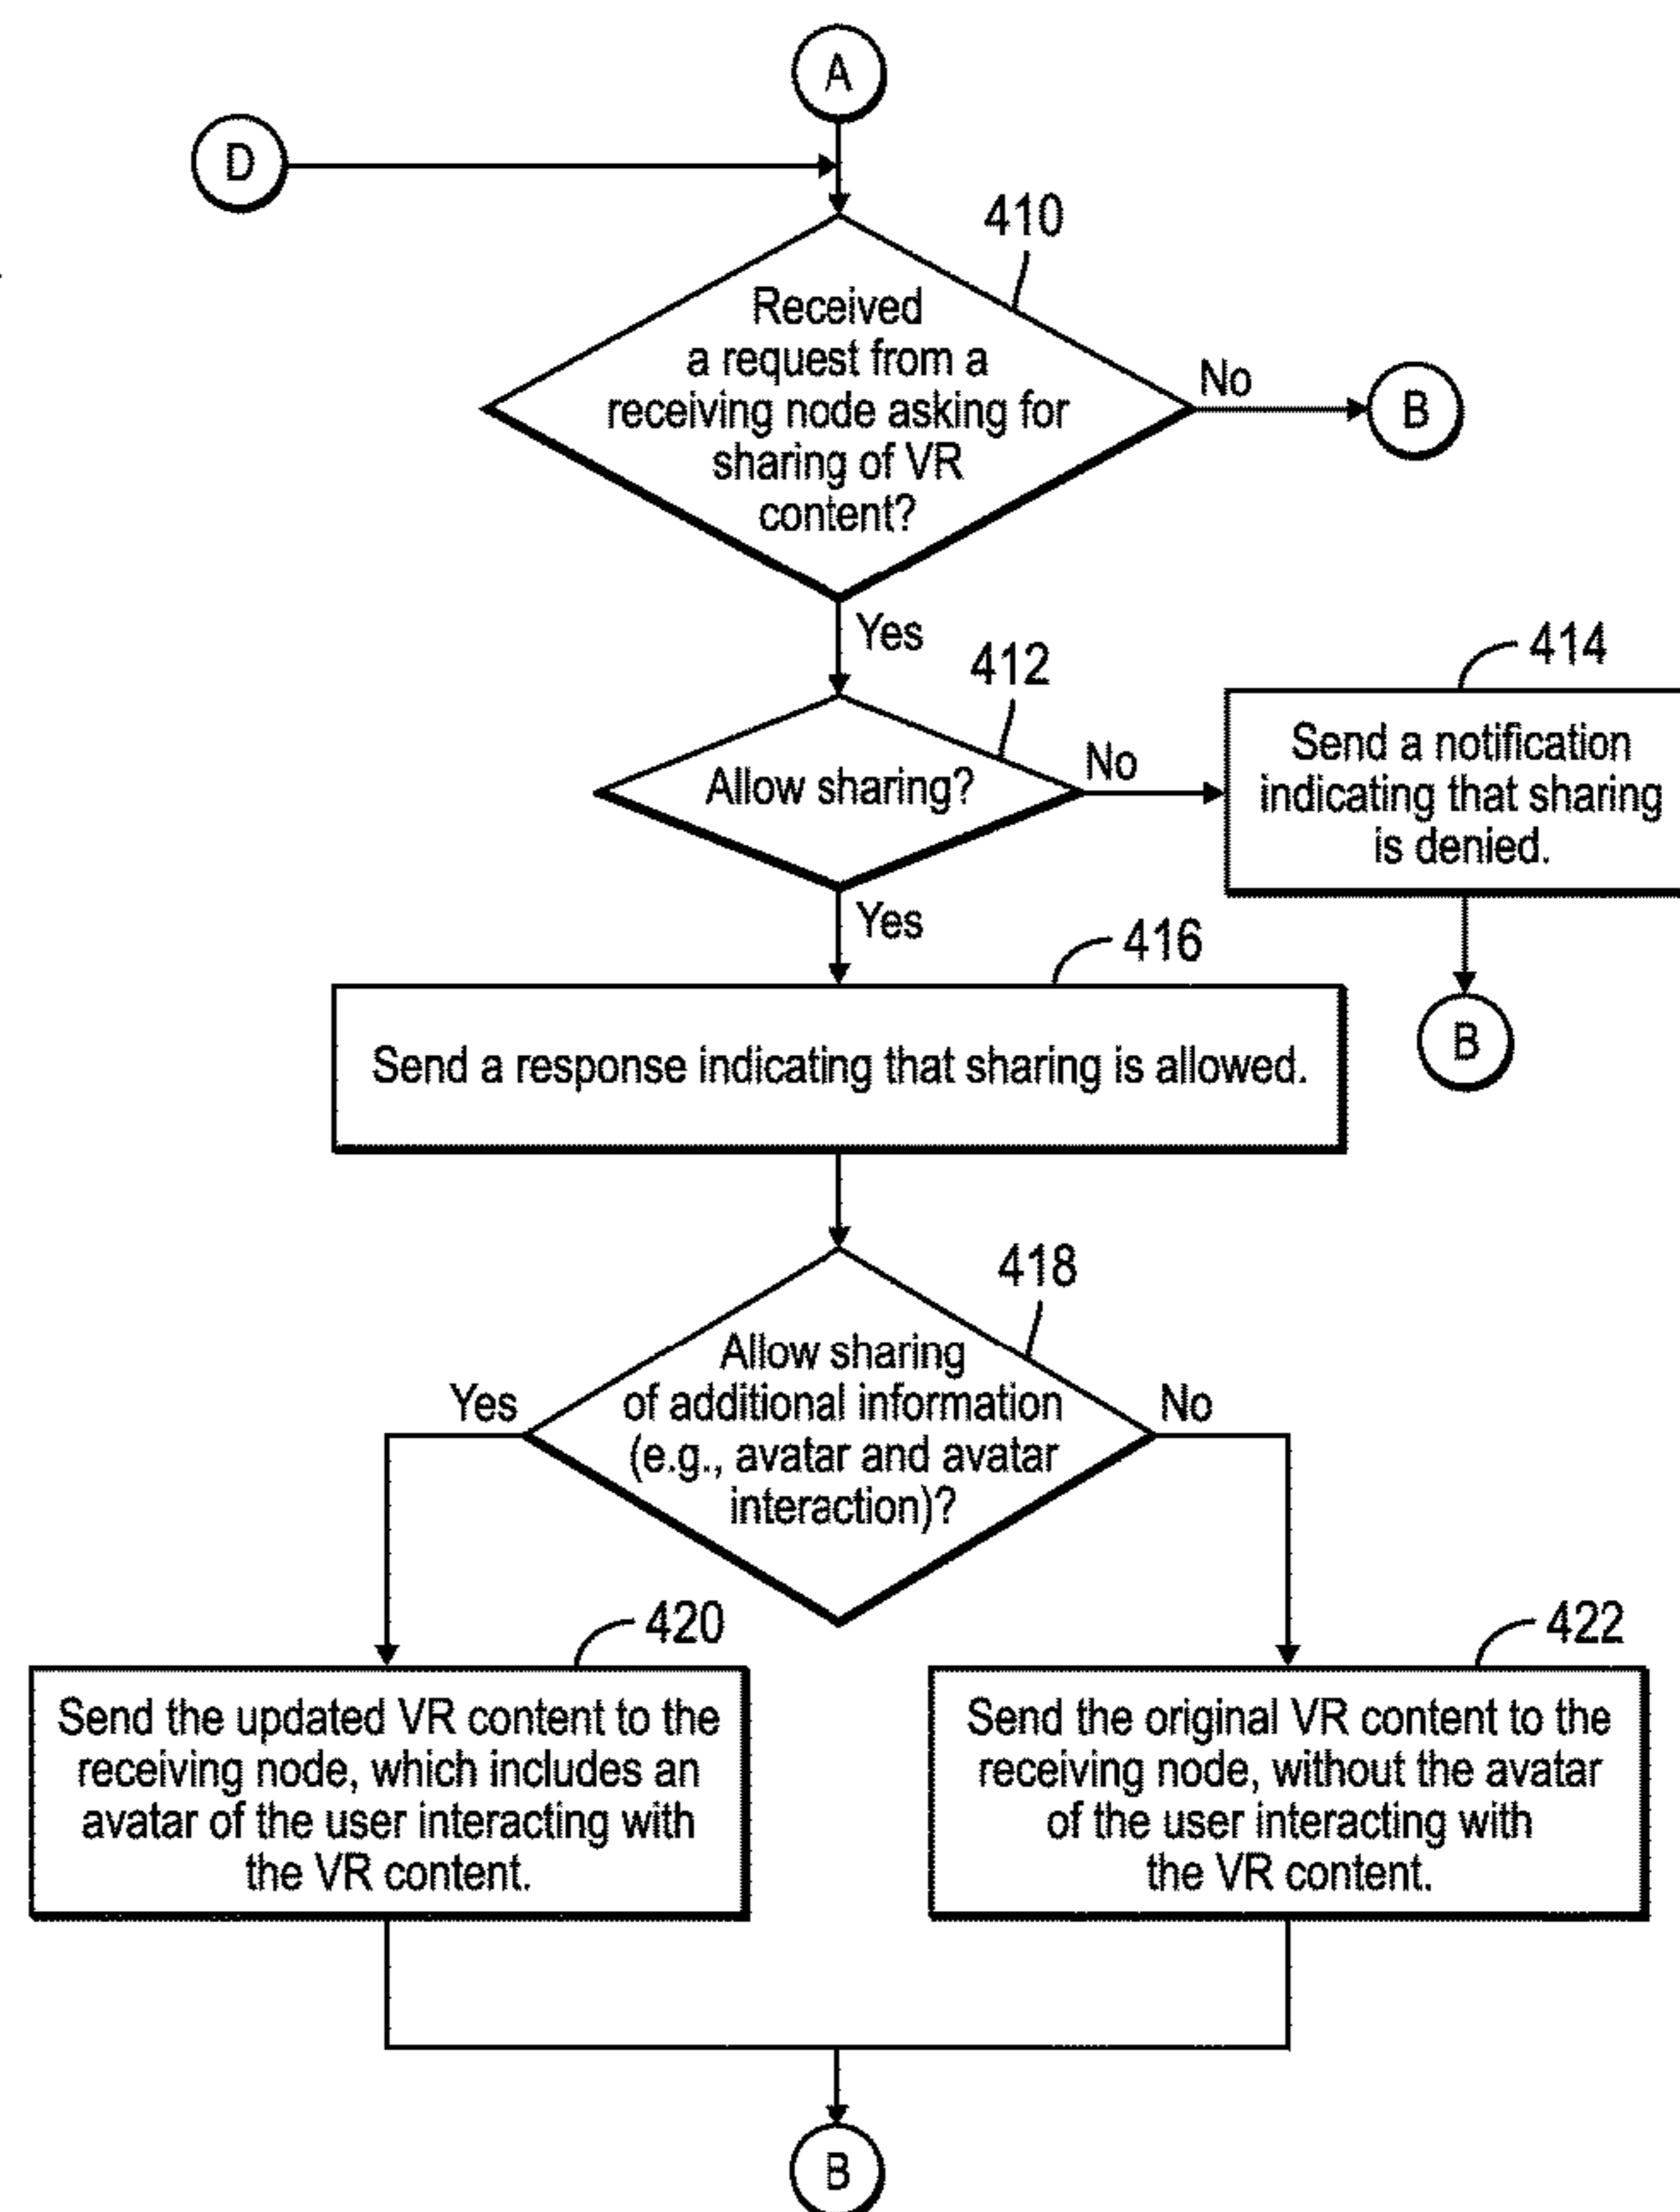 A
D
410
Received
a request from a
receiving node asking for
sharing of VR
content?
No
B
Yes
412
Allow sharing?
No
414
Send a notification
indicating that sharing
is denied.
B
Yes
416
Send a response indicating that sharing is allowed.
418
Allow sharing
of additional information
(e.g., avatar and avatar
interaction)?
Yes
No
420
Send the updated VR content to the
receiving node, which includes an
avatar of the user interacting with
the VR content.
422
Send the original VR content to the
receiving node, without the avatar
of the user interacting with
the VR content.
B